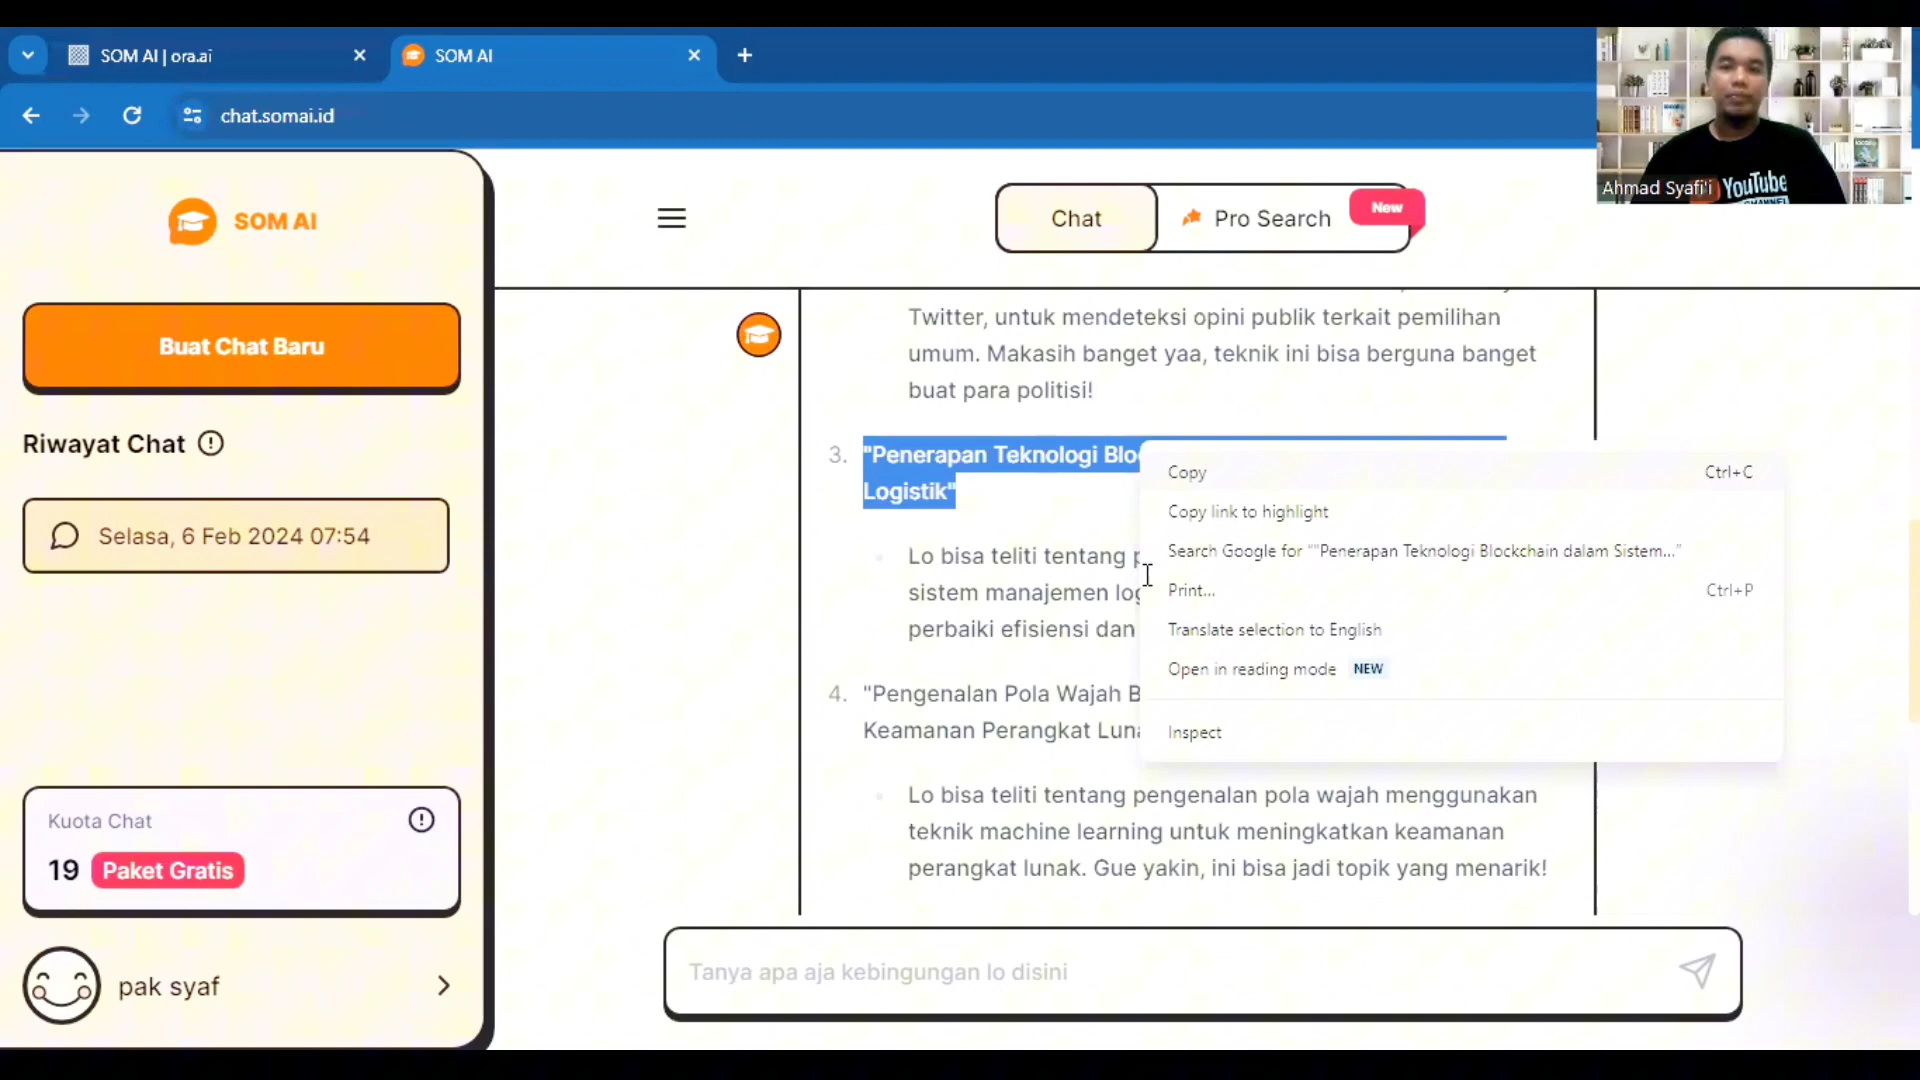 SOM AI | ora.ai
SOM AI
chat.somai.id
Ahmad Syafi'i
YouTube
CHANNEL
SOM AI
Chat
Pro Search
New
Buat Chat Baru
Riwayat Chat
Selasa, 6 Feb 2024 07:54
Kuota Chat
19 Paket Gratis
pak syaf
Twitter, untuk mendeteksi opini publik terkait pemilihan
umum. Makasih banget yaa, teknik ini bisa berguna banget
buat para politisi!
3. "Penerapan Teknologi
Logistik"
Lo bisa teliti tentang
sistem manajemen
perbaiki efisiensi dan
4. "Pengenalan Pola Wajah
Keamanan Perangkat
Lo bisa teliti tentang pengenalan pola wajah menggunakan
teknik machine learning untuk meningkatkan keamanan
perangkat lunak. Gue yakin, ini bisa jadi topik yang menarik!
Copy Ctrl+C
Copy link to highlight
Search Google for ""Penerapan Teknologi Blockchain dalam Sistem..."
Print... Ctrl+P
Translate selection to English
Open in reading mode NEW
Inspect
Tanya apa aja kebingungan lo disini